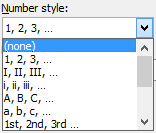 Number style:
1, 2, 3, ...
(none)
1, 2, 3, ...
I, II, III, ...
i, ii, iii, ...
A, B, C, ...
a, b, c, ...
1st, 2nd, 3rd ...